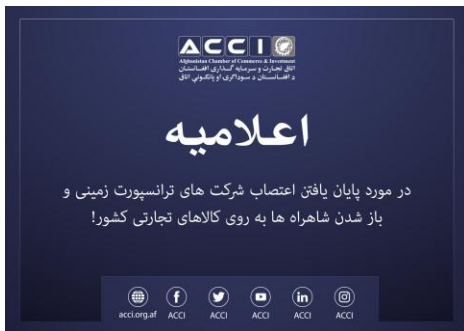 ACCI
Afghanistan Chamber of Commerce & Investment
اتاق تجارت و سرمایه گذاری افغانستان
د افغانستان د سوداګری او پانګونې اتاق
اعلامیه
در مورد پایان یافتن اعتصاب شرکت های ترانسپورت زمینی و
باز شدن شاهراه ها به روی کالاهای تجارتی کشور!
acci.org.af ACCI ACCI ACCI ACCI ACCI